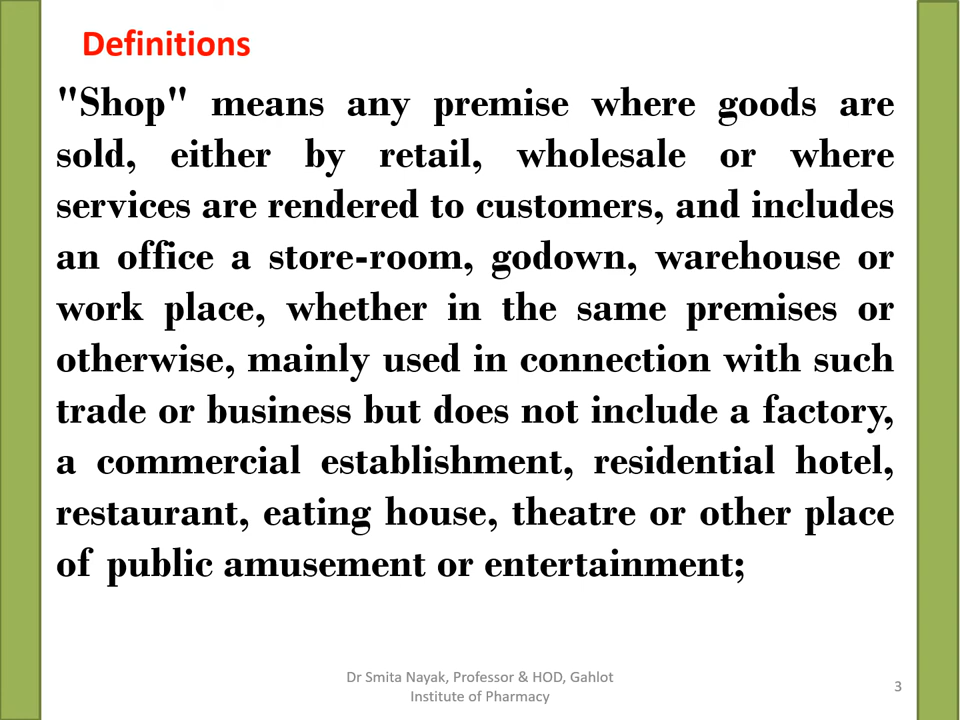 Definitions
"Shop" means any premise where goods are
sold, either by retail, wholesale or where
services are rendered to customers, and includes
an office a store-room, godown, warehouse or
work place, whether in the same premises or
otherwise, mainly used in connection with such
trade or business but does not include a factory,
a commercial establishment, residential hotel,
restaurant, eating house, theatre or other place
of public amusement or entertainment;
Dr Smita Nayak, Professor & HOD, Gahlot
Institute of Pharmacy
3